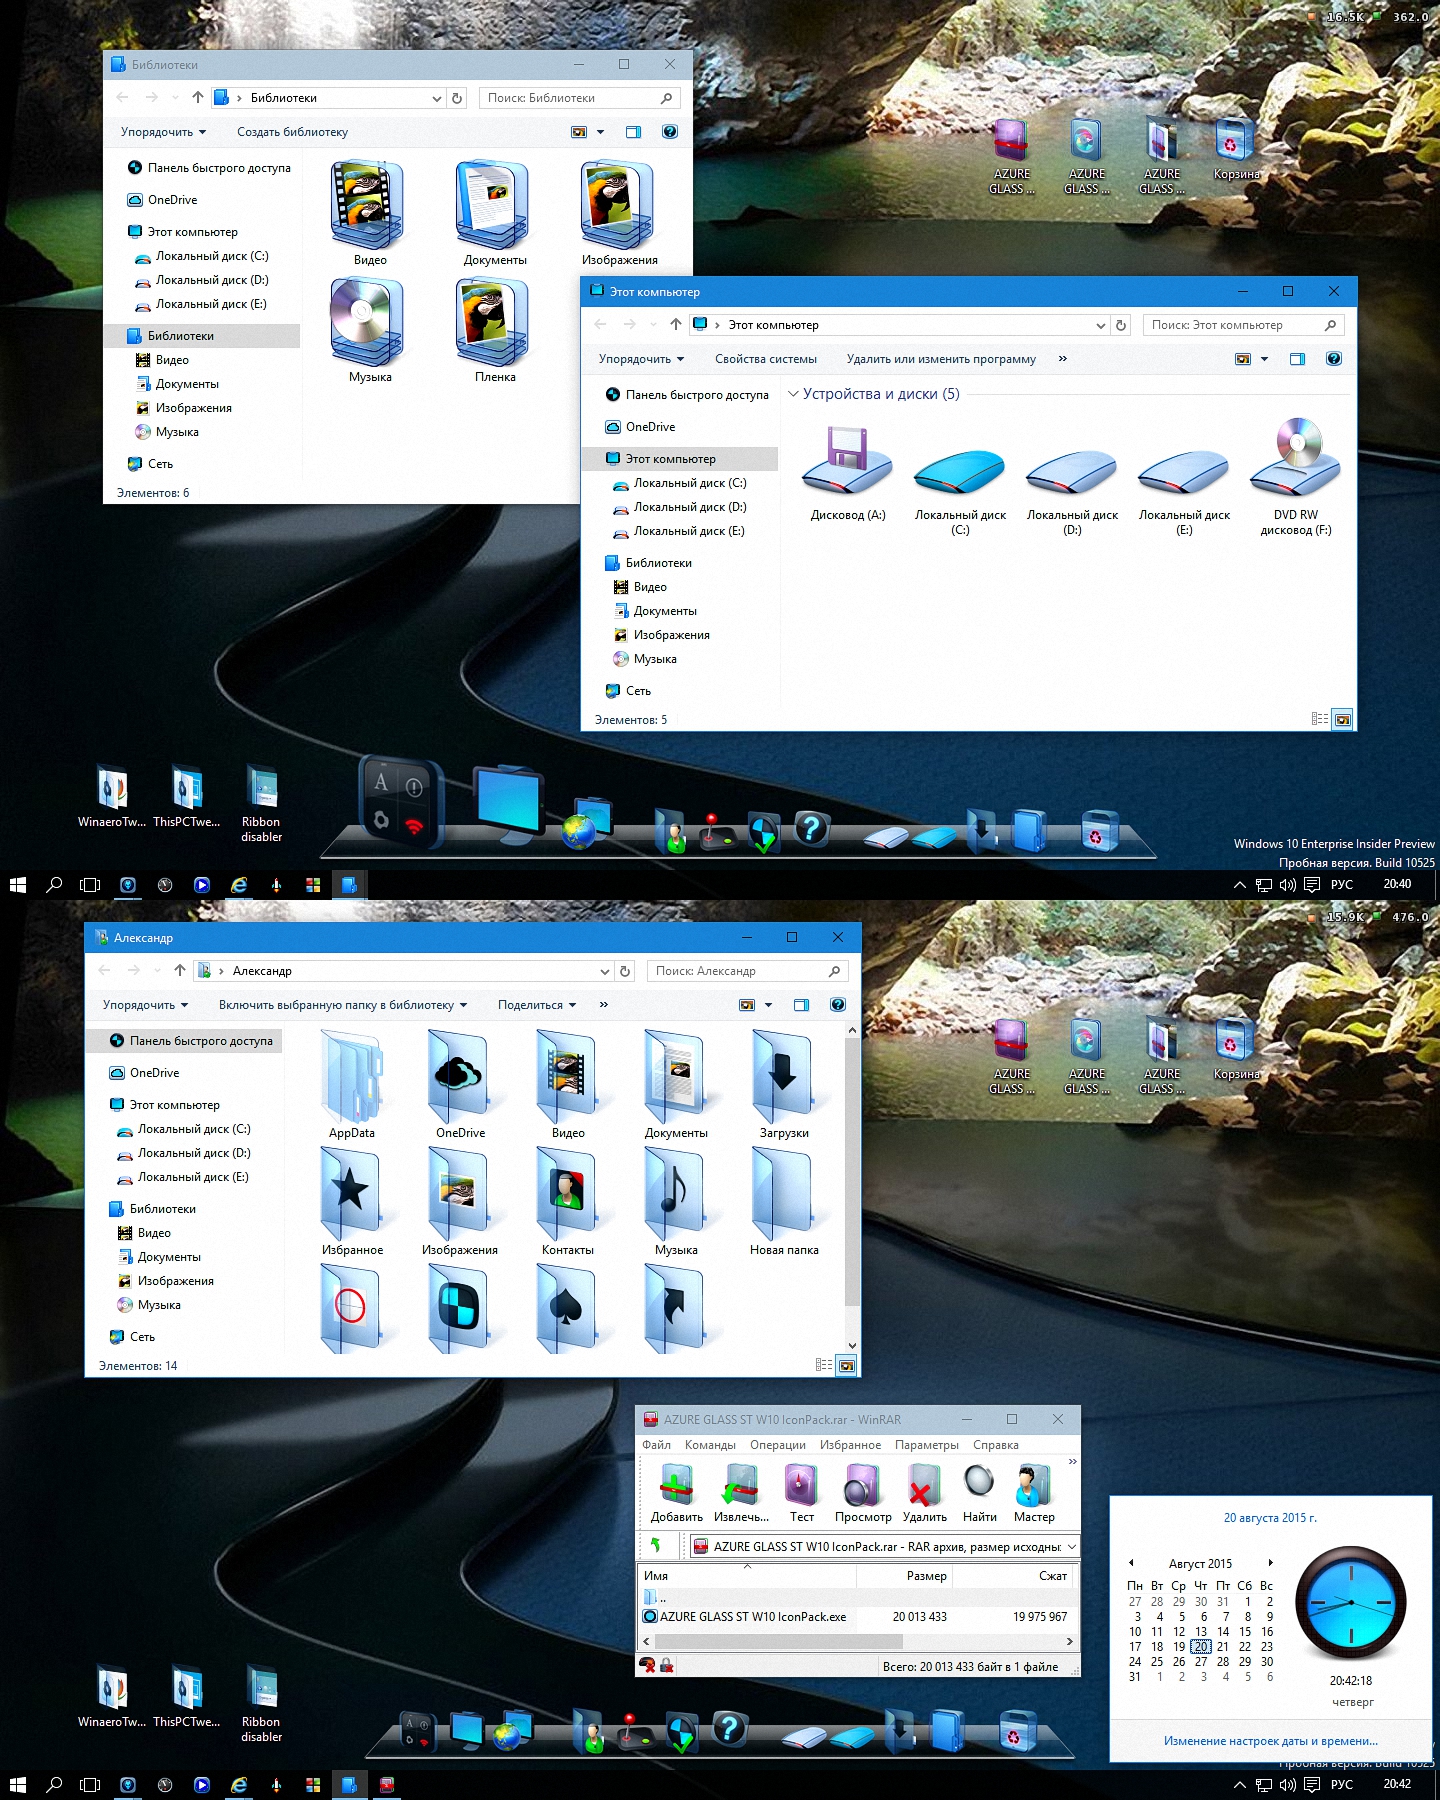 16.5K 362.0
Библиотеки
Библиотеки
Поиск: Библиотеки
Упорядочить
Создать библиотеку
Панель быстрого доступа
OneDrive
Этот компьютер
Локальный диск (C:)
Локальный диск (D:)
Локальный диск (E:)
Библиотеки
Видео
Документы
Изображения
Музыка
Сеть
Элементов: 6
Видео
Документы
Изображения
Музыка
Пленка
AZURE
GLASS ...
AZURE
GLASS ...
AZURE
GLASS ...
Корзина
Этот компьютер
Этот компьютер
Поиск: Этот компьютер
Упорядочить
Свойства системы
Удалить или изменить программу
»
Панель быстрого доступа
OneDrive
Этот компьютер
Локальный диск (C:)
Локальный диск (D:)
Локальный диск (E:)
Библиотеки
Видео
Документы
Изображения
Музыка
Сеть
Элементов: 5
Устройства и диски (5)
Дисковод (A:)
Локальный диск
(C:)
Локальный диск
(D:)
Локальный диск
(E:)
DVD RW
дисковод (F:)
WinaeroTw...
ThisPCTwe...
Ribbon
disabler
Windows 10 Enterprise Insider Preview
Пробная версия. Build 10525
РУС
20:40
15.9K 476.0
Александр
Александр
Поиск: Александр
Упорядочить
Включить выбранную папку в библиотеку
Поделиться
»
Панель быстрого доступа
OneDrive
Этот компьютер
Локальный диск (C:)
Локальный диск (D:)
Локальный диск (E:)
Библиотеки
Видео
Документы
Изображения
Музыка
Сеть
Элементов: 14
AppData
OneDrive
Видео
Документы
Загрузки
Избранное
Изображения
Контакты
Музыка
Новая папка
AZURE
GLASS ...
AZURE
GLASS ...
AZURE
GLASS ...
Корзина
AZURE GLASS ST W10 IconPack.rar - WinRAR
Файл Команды Операции Избранное Параметры Справка
Добавить Извлечь... Тест Просмотр Удалить Найти Мастер
»
AZURE GLASS ST W10 IconPack.rar - RAR архив, размер исходны:
Имя Размер Сжат
..
AZURE GLASS ST W10 IconPack.exe 20 013 433 19 975 967
Всего: 20 013 433 байт в 1 файле
20 августа 2015 г.
Август 2015
Пн Вт Ср Чт Пт Сб Вс
27 28 29 30 31 1 2
3 4 5 6 7 8 9
10 11 12 13 14 15 16
17 18 19 20 21 22 23
24 25 26 27 28 29 30
31 1 2 3 4 5 6
20:42:18
четверг
Изменение настроек даты и времени...
Пробная версия. Build 10525
WinaeroTw...
ThisPCTwe...
Ribbon
disabler
РУС
20:42